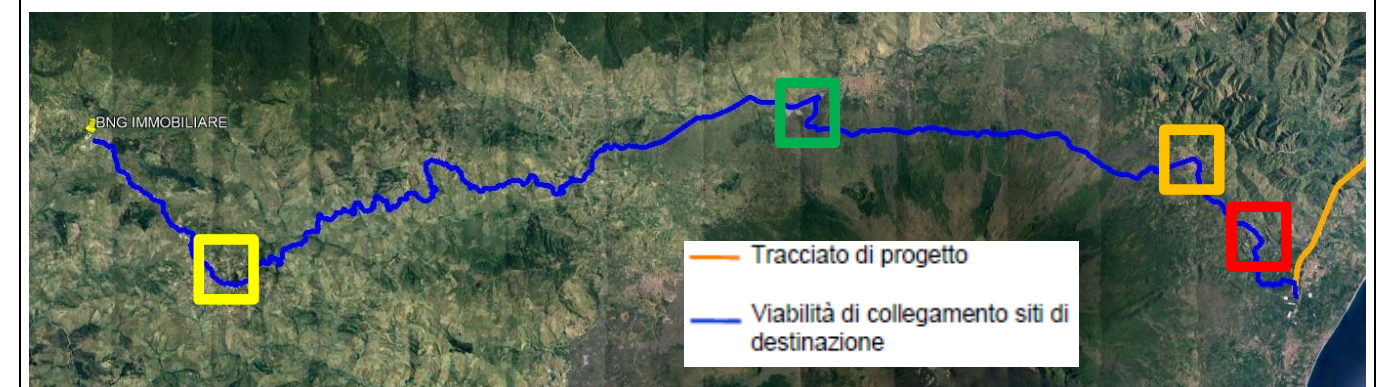 BNG IMMOBILIARE
Tracciato di progetto
Viabilità di collegamento siti di
destinazione